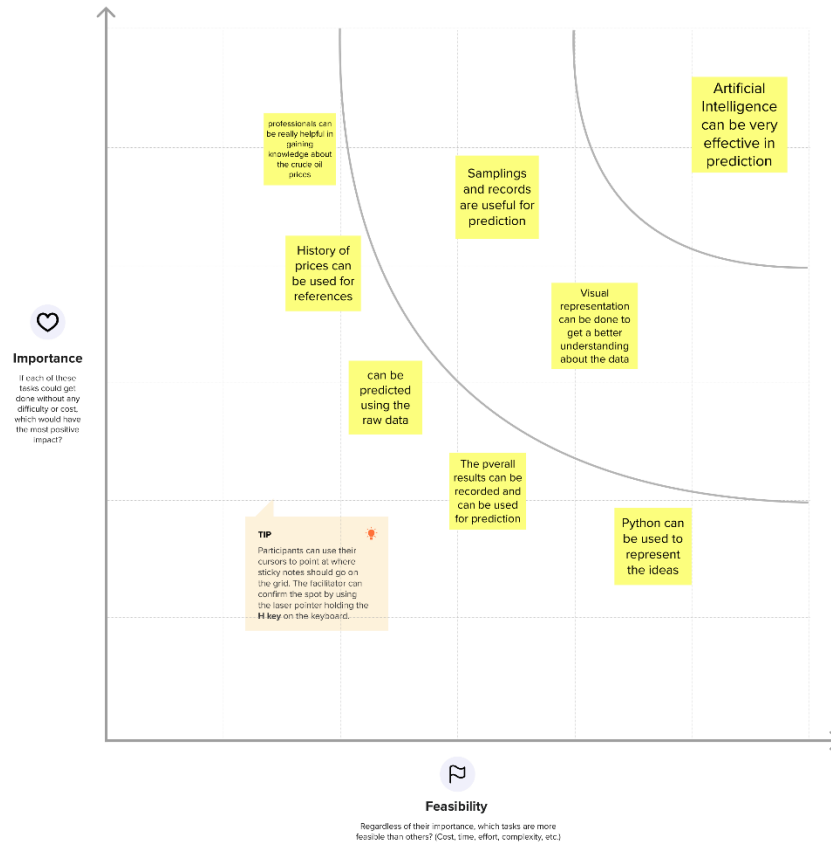 Artificial
Intelligence
can be very
effective in
prediction
professionals can
be really helpful in
gaining
knowledge about
the crude oil
prices
Samplings
and records
are useful for
prediction
History of
prices can
be used for
references
Visual
representation
can be done to
get a better
understanding
about the data
Importance
If each of these
tasks could get
done without any
difficulty or cost,
which would have
the most positive
impact?
can be
predicted
using the
raw data
The pverall
results can be
recorded and
can be used
for prediction
Python can
be used to
represent
the ideas
TIP
Participants can use their
cursors to point at where
sticky notes should go on
the grid. The facilitator can
confirm the spot by using
the laser pointer holding the
H key on the keyboard.
Feasibility
Regardless of their importance, which tasks are more
feasible than others? (Cost, time, effort, complexity, etc.)